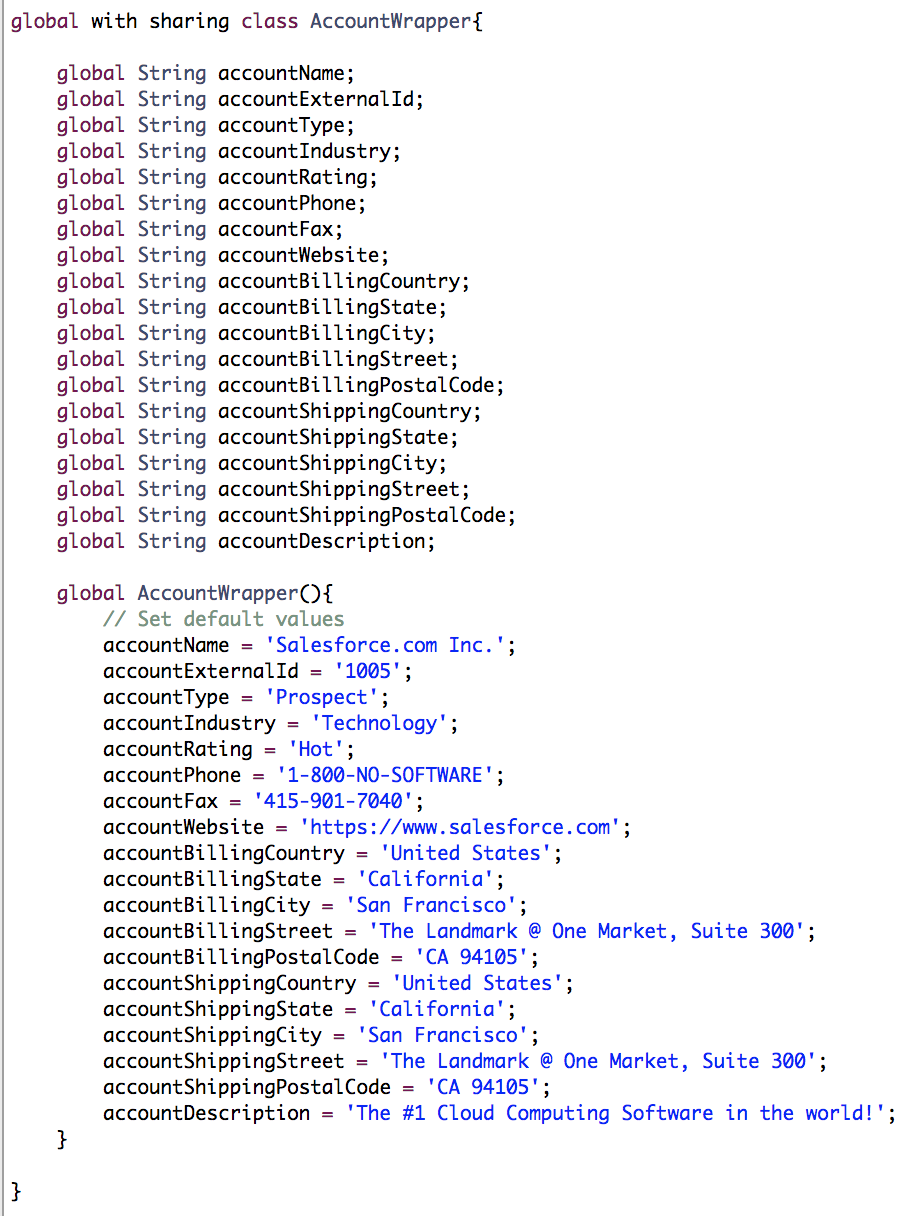 global with sharing class AccountWrapper{
global String accountName;
global String accountExternalId;
global String accountType;
global String accountIndustry;
global String accountRating;
global String accountPhone;
global String accountFax;
global String accountWebsite;
global String accountBillingCountry;
global String accountBillingState;
global String accountBillingCity;
global String accountBillingStreet;
global String accountBillingPostalCode;
global String accountShippingCountry;
global String accountShippingState;
global String accountShippingCity;
global String accountShippingStreet;
global String accountShippingPostalCode;
global String accountDescription;
global AccountWrapper(){
// Set default values
accountName = 'Salesforce.com Inc.';
accountExternalId = '1005';
accountType = 'Prospect';
accountIndustry = 'Technology';
accountRating = 'Hot';
accountPhone = '1-800-NO-SOFTWARE';
accountFax = '415-901-7040';
accountWebsite = 'https://www.salesforce.com';
accountBillingCountry = 'United States';
accountBillingState = 'California';
accountBillingCity = 'San Francisco';
accountBillingStreet = 'The Landmark @ One Market, Suite 300';
accountBillingPostalCode = 'CA 94105';
accountShippingCountry = 'United States';
accountShippingState = 'California';
accountShippingCity = 'San Francisco';
accountShippingStreet = 'The Landmark @ One Market, Suite 300';
accountShippingPostalCode = 'CA 94105';
accountDescription = 'The #1 Cloud Computing Software in the world!';
}
}